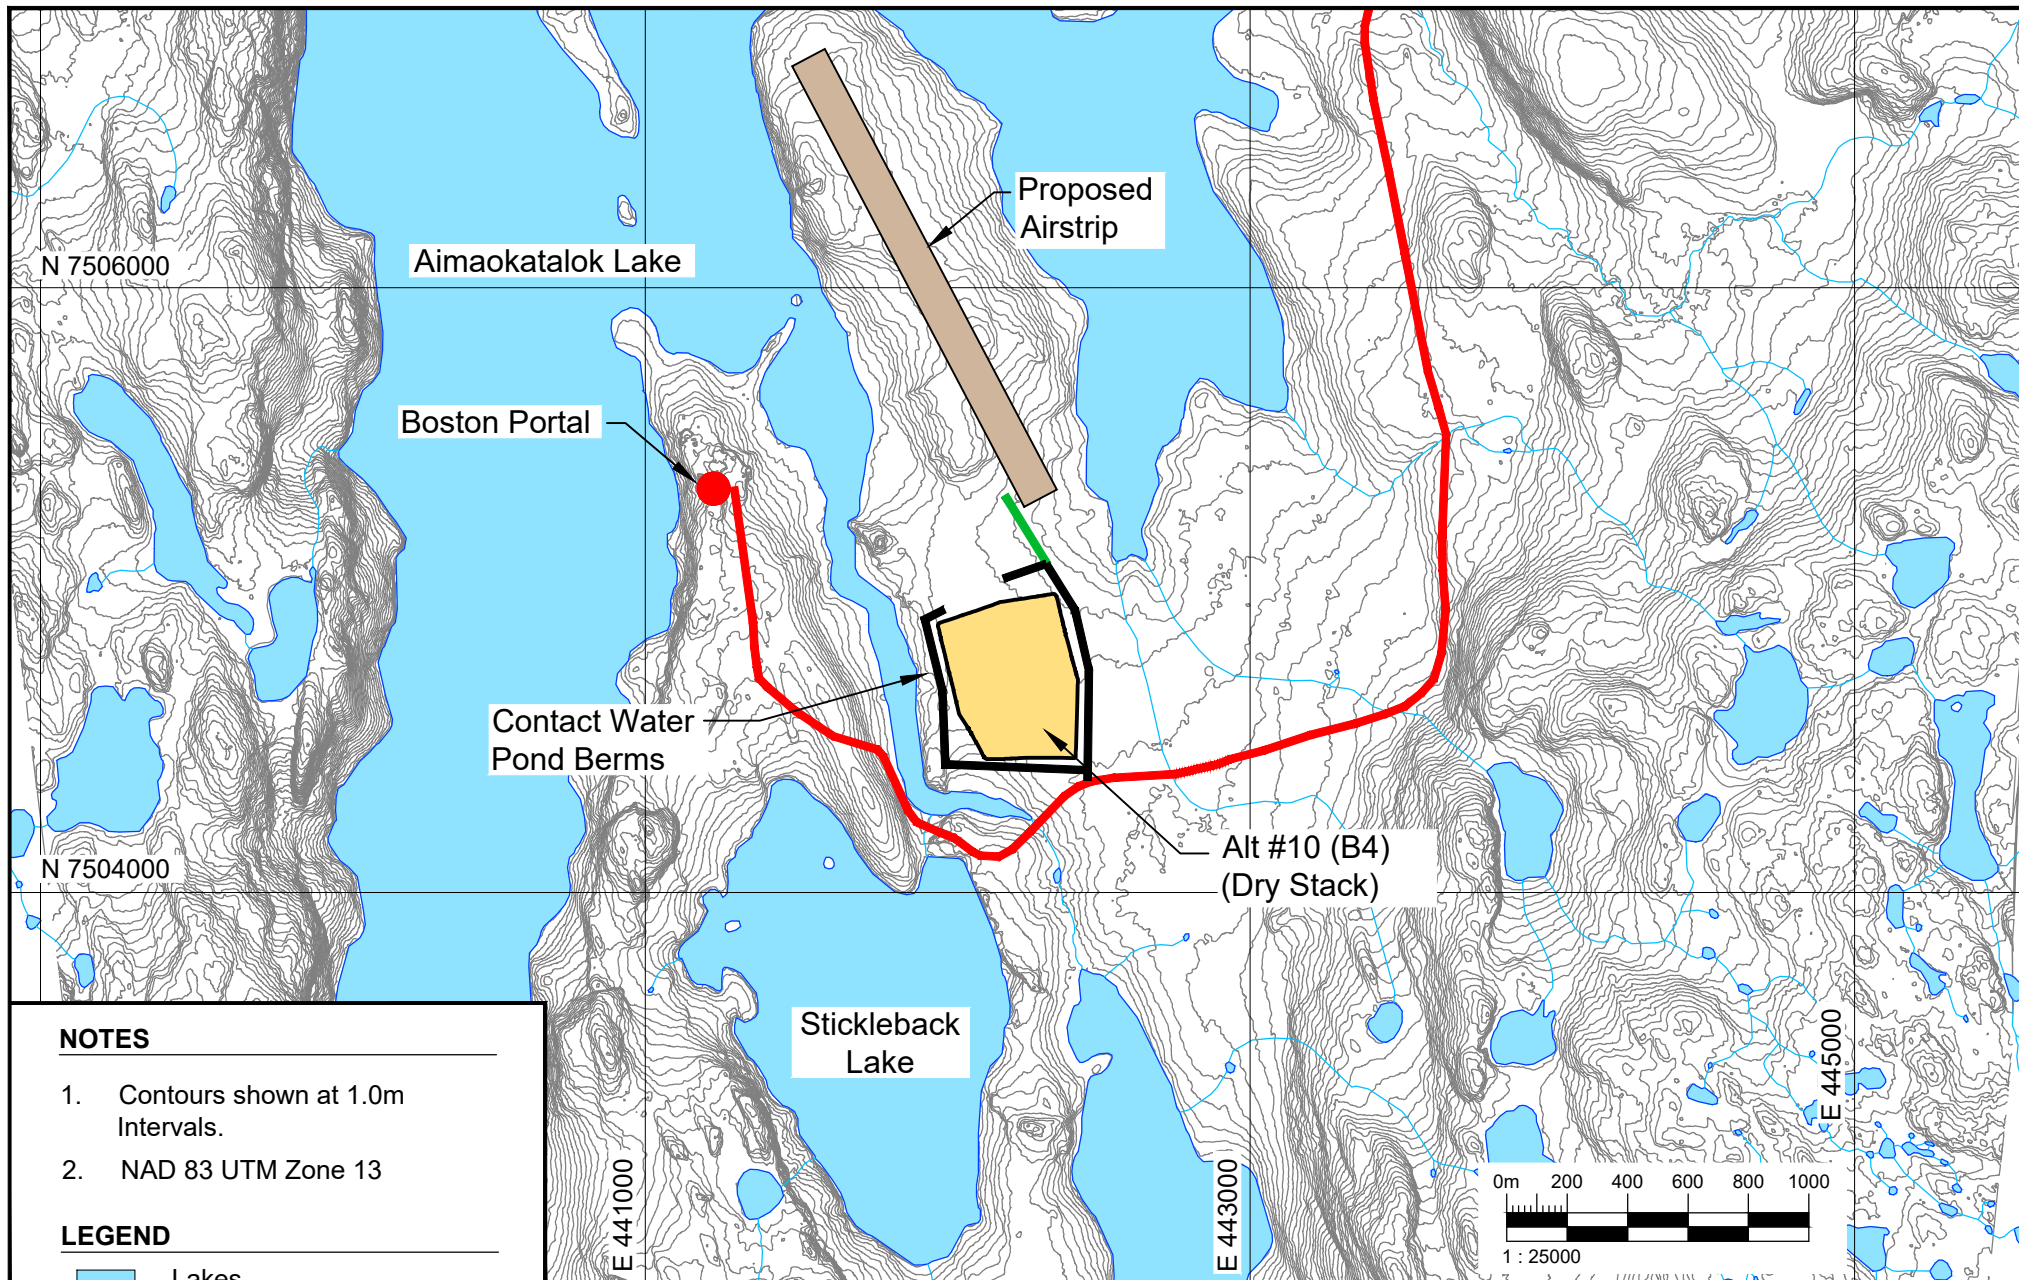 Proposed
Airstrip
N 7506000
Aimaokatalok Lake
Boston Portal
Contact Water
Pond Berms
Alt #10 (B4)
(Dry Stack)
N 7504000
Stickleback
Lake
E 441000
E 443000
E 445000
NOTES
1. Contours shown at 1.0m
Intervals.
2. NAD 83 UTM Zone 13
LEGEND
Lakes
0m 200 400 600 800 1000
1 : 25000